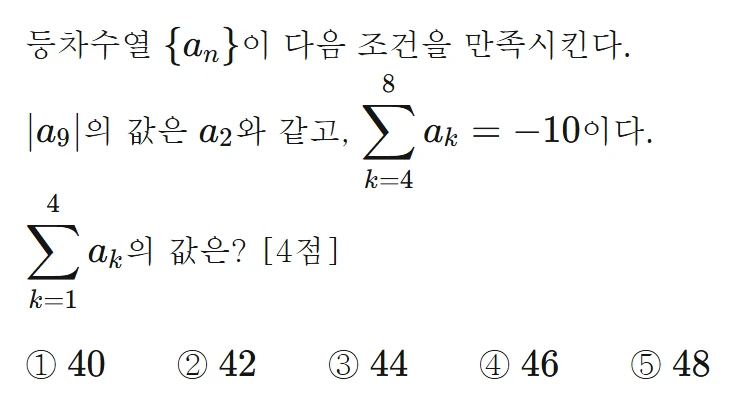 등차수열 {aₙ}이 다음 조건을 만족시킨다.
|a₉|의 값은 a₂와 같고, ∑_{k=4}^{8} aₖ = −10이다.
∑_{k=1}^{4} aₖ의 값은? [4점]
① 40 ② 42 ③ 44 ④ 46 ⑤ 48